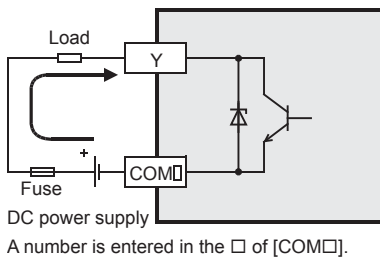 Load
Y
+
COM□
Fuse
DC power supply
A number is entered in the □ of [COM□].